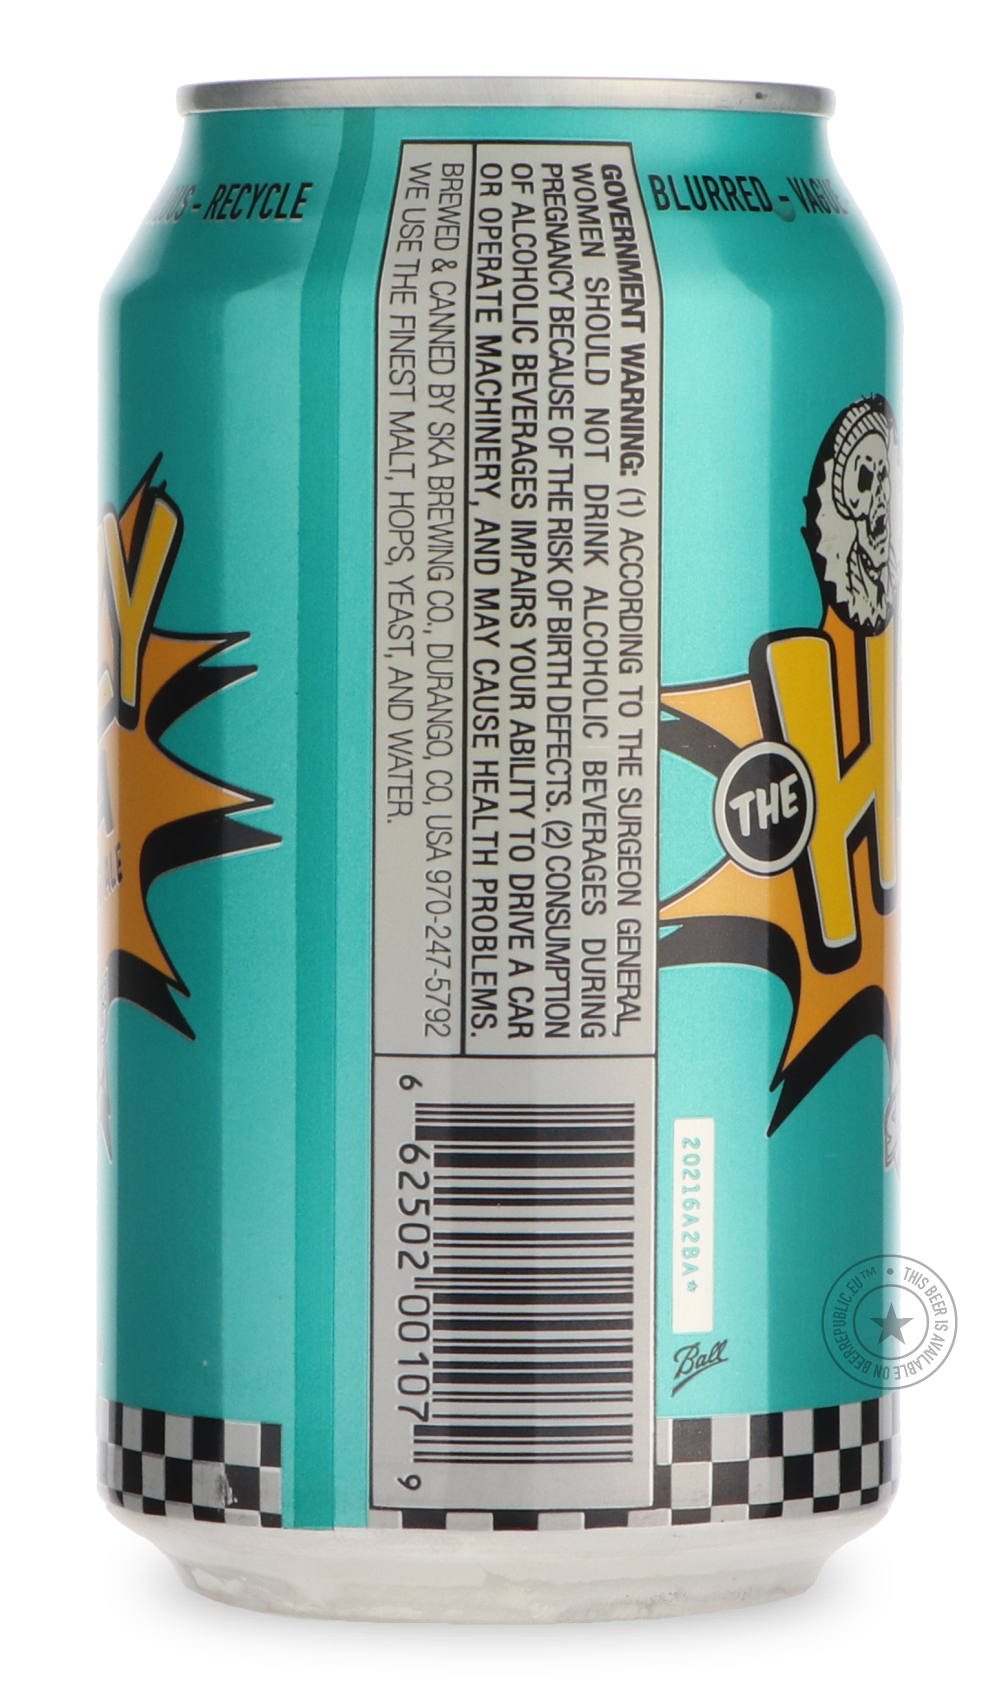 RECYCLE
BLURRED - VAGUE
GOVERNMENT WARNING: (1) ACCORDING TO THE SURGEON GENERAL,
WOMEN SHOULD NOT DRINK ALCOHOLIC BEVERAGES DURING
PREGNANCY BECAUSE OF THE RISK OF BIRTH DEFECTS. (2) CONSUMPTION
OF ALCOHOLIC BEVERAGES IMPAIRS YOUR ABILITY TO DRIVE A CAR
OR OPERATE MACHINERY, AND MAY CAUSE HEALTH PROBLEMS.
BREWED & CANNED BY SKA BREWING CO., DURANGO, CO, USA 970-247-5792
WE USE THE FINEST MALT, HOPS, YEAST, AND WATER.
THE
ALE
6 62502 00107 9
20216A2BA
Ball
THIS BEER IS AVAILABLE ON BEERREPUBLIC.EU™